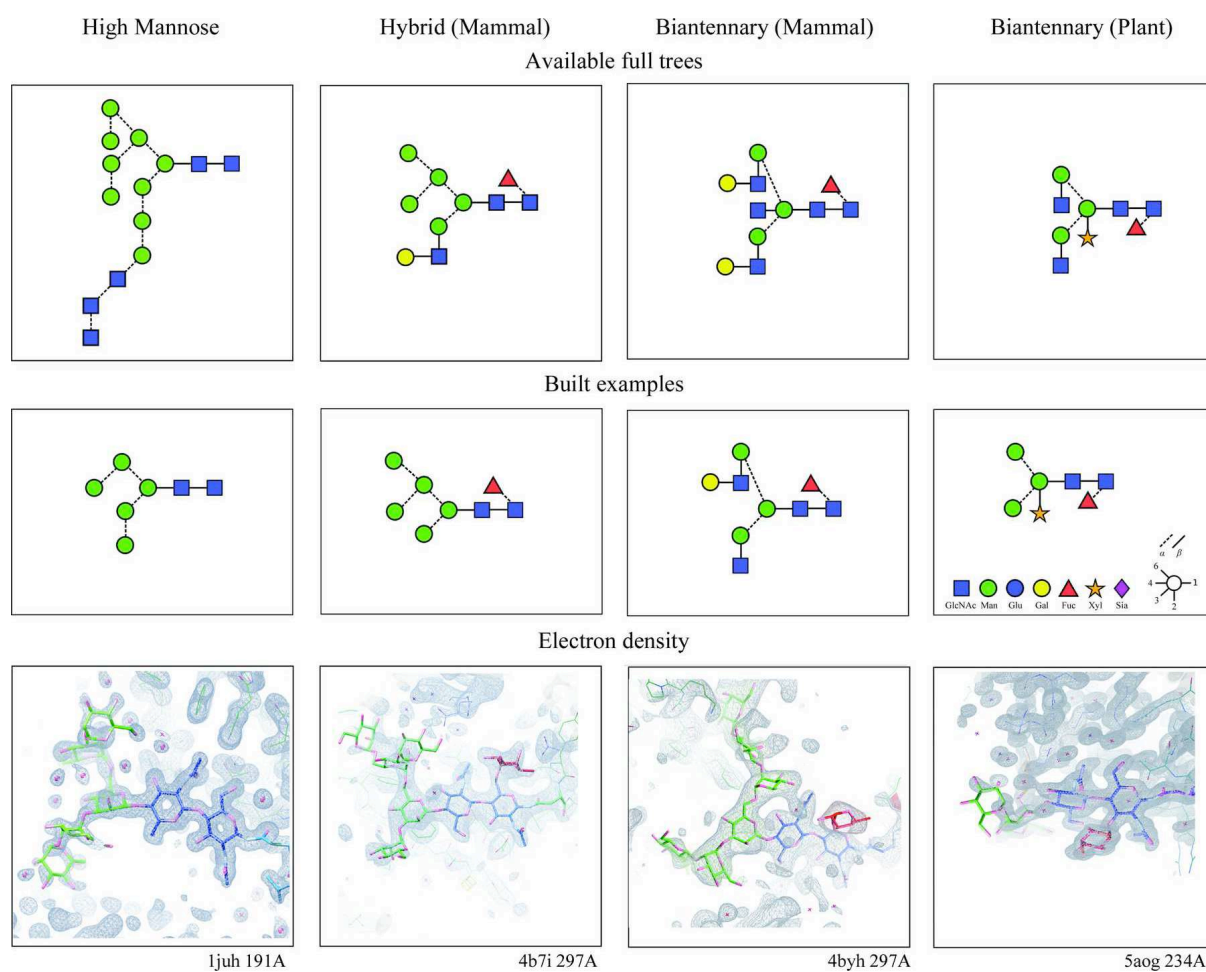 High Mannose Hybrid (Mammal) Biantennary (Mammal) Biantennary (Plant)
Available full trees
Built examples
α β
6
4 1
3 2
GlcNAc Man Glu Gal Fuc Xyl Sia
Electron density
1juh 191A 4b7i 297A 4byh 297A 5aog 234A